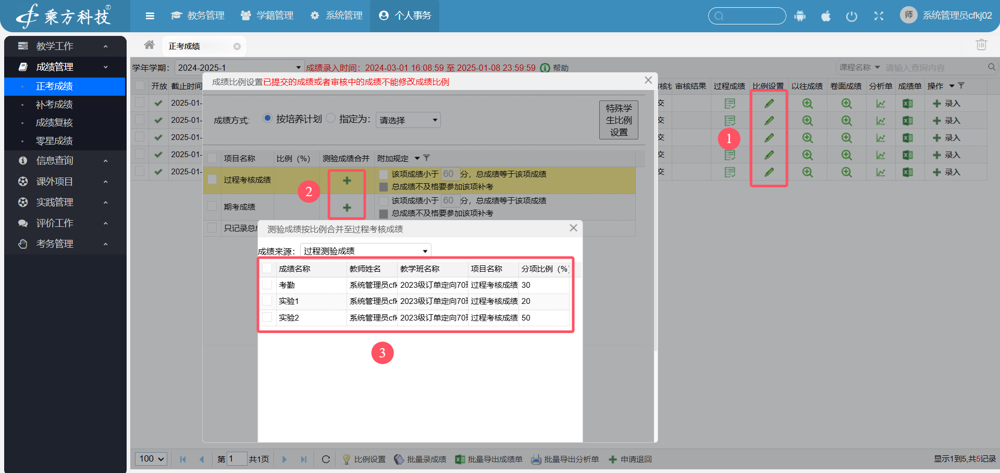 乘方科技
教务管理
学籍管理
系统管理
个人事务
师
系统管理员cfkj02
教学工作
成绩管理
正考成绩
补考成绩
成绩复核
零星成绩
信息查询
课外项目
实践管理
评价工作
考务管理
正考成绩
学年学期：
2024-2025-1
成绩录入时间：2024-03-01 16:08:59 至 2025-01-08 23:59:59
帮助
课程名称
请输入查询内容
开放 截止时间
审核结果 过程成绩 比例设置 以往成绩 卷面成绩 分析单 成绩单 操作
2025-01-
交
录入
2025-01-
交
录入
2025-01-
交
录入
2025-01-
交
录入
2025-01-
交
录入
1
成绩比例设置已提交的成绩或者审核中的成绩不能修改成绩比例
成绩方式:
按培养计划
指定为:
请选择
特殊学生比例设置
项目名称 比例（%） 测验成绩合并 附加规定
过程考核成绩
该项成绩小于 60 分，总成绩等于该项成绩
总成绩不及格要参加该项补考
2
期考成绩
该项成绩小于 60 分，总成绩等于该项成绩
总成绩不及格要参加该项补考
只记录总
测验成绩按比例合并至过程考核成绩
成绩来源：
过程测验成绩
成绩名称 教师姓名 教学班名称 项目名称 分项比例（%）
考勤 系统管理员cfk 2023级订单定向70班 过程考核成绩 30
实验1 系统管理员cfk 2023级订单定向70班 过程考核成绩 20
实验2 系统管理员cfk 2023级订单定向70班 过程考核成绩 50
3
100
第 1 共1页
比例设置
批量录成绩
批量导出成绩单
批量导出分析单
申请退回
显示1到5,共5记录